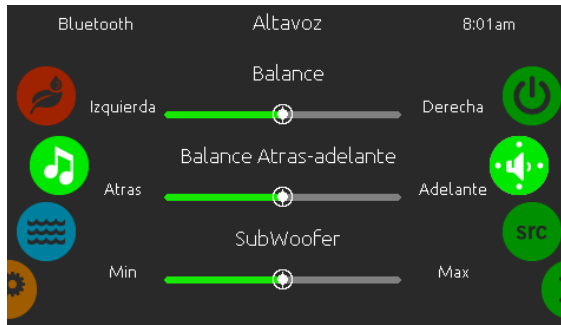 Bluetooth Altavoz 8:01am
Balance
Izquierda Derecha
Balance Atras-adelante
Atras Adelante
src
SubWoofer
Min Max